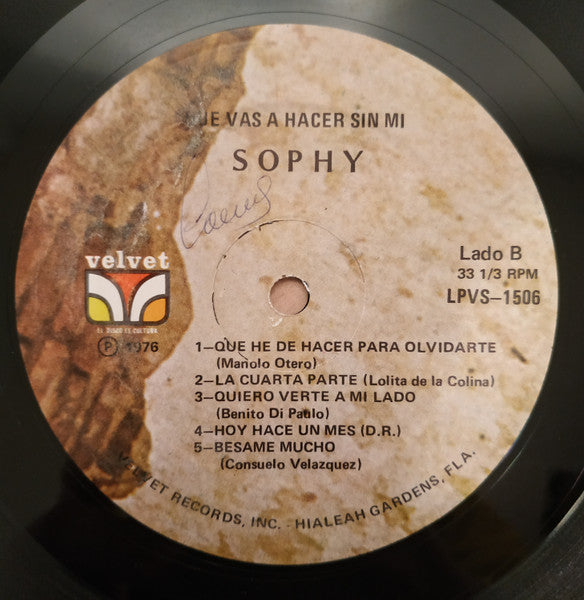 UE VAS A HACER SIN MI
SOPHY
velvet
EL DISCO ES CULTURA
Ⓟ 1976
Lado B
33 1/3 RPM
LPVS-1506
1-QUE HE DE HACER PARA OLVIDARTE
(Manolo Otero)
2-LA CUARTA PARTE (Lolita de la Colina)
3-QUIERO VERTE A MI LADO
(Benito Di Paulo)
4-HOY HACE UN MES (D.R.)
5-BESAME MUCHO
(Consuelo Velazquez)
VELVET RECORDS, INC. - HIALEAH GARDENS, FLA.